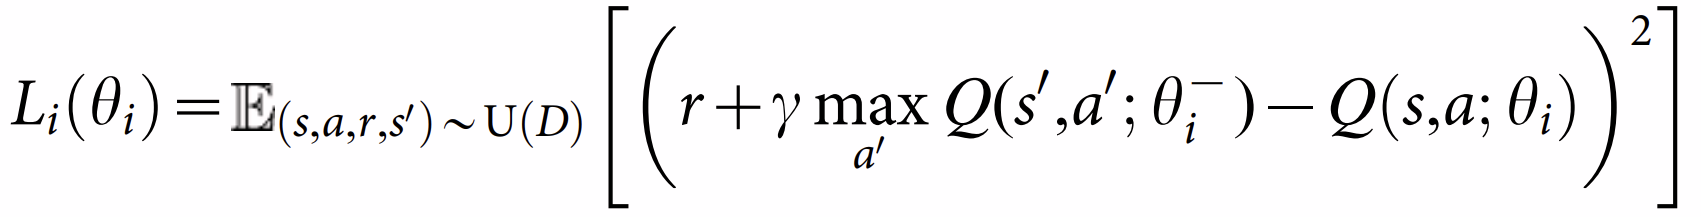 L_i(θ_i) = 𝔼_{(s,a,r,s′)∼U(D)} [ ( r + γ max_{a′} Q(s′,a′; θ_i^−) − Q(s,a; θ_i) )^2 ]